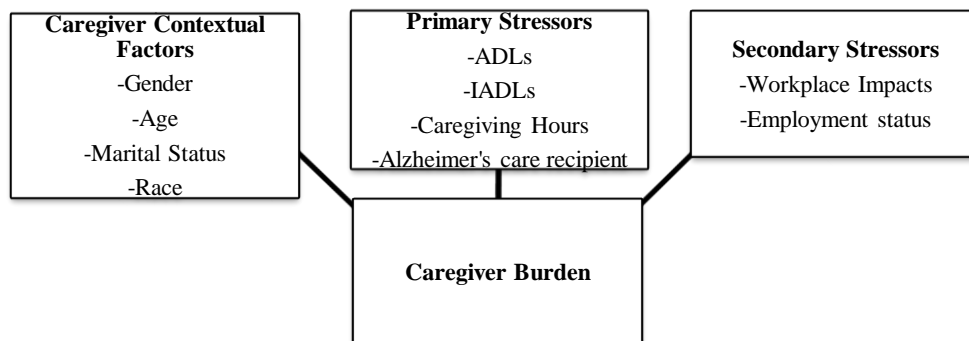 Caregiver Contextual
Factors
-Gender
-Age
-Marital Status
-Race
Primary Stressors
-ADLs
-IADLs
-Caregiving Hours
-Alzheimer's care recipient
Secondary Stressors
-Workplace Impacts
-Employment status
Caregiver Burden